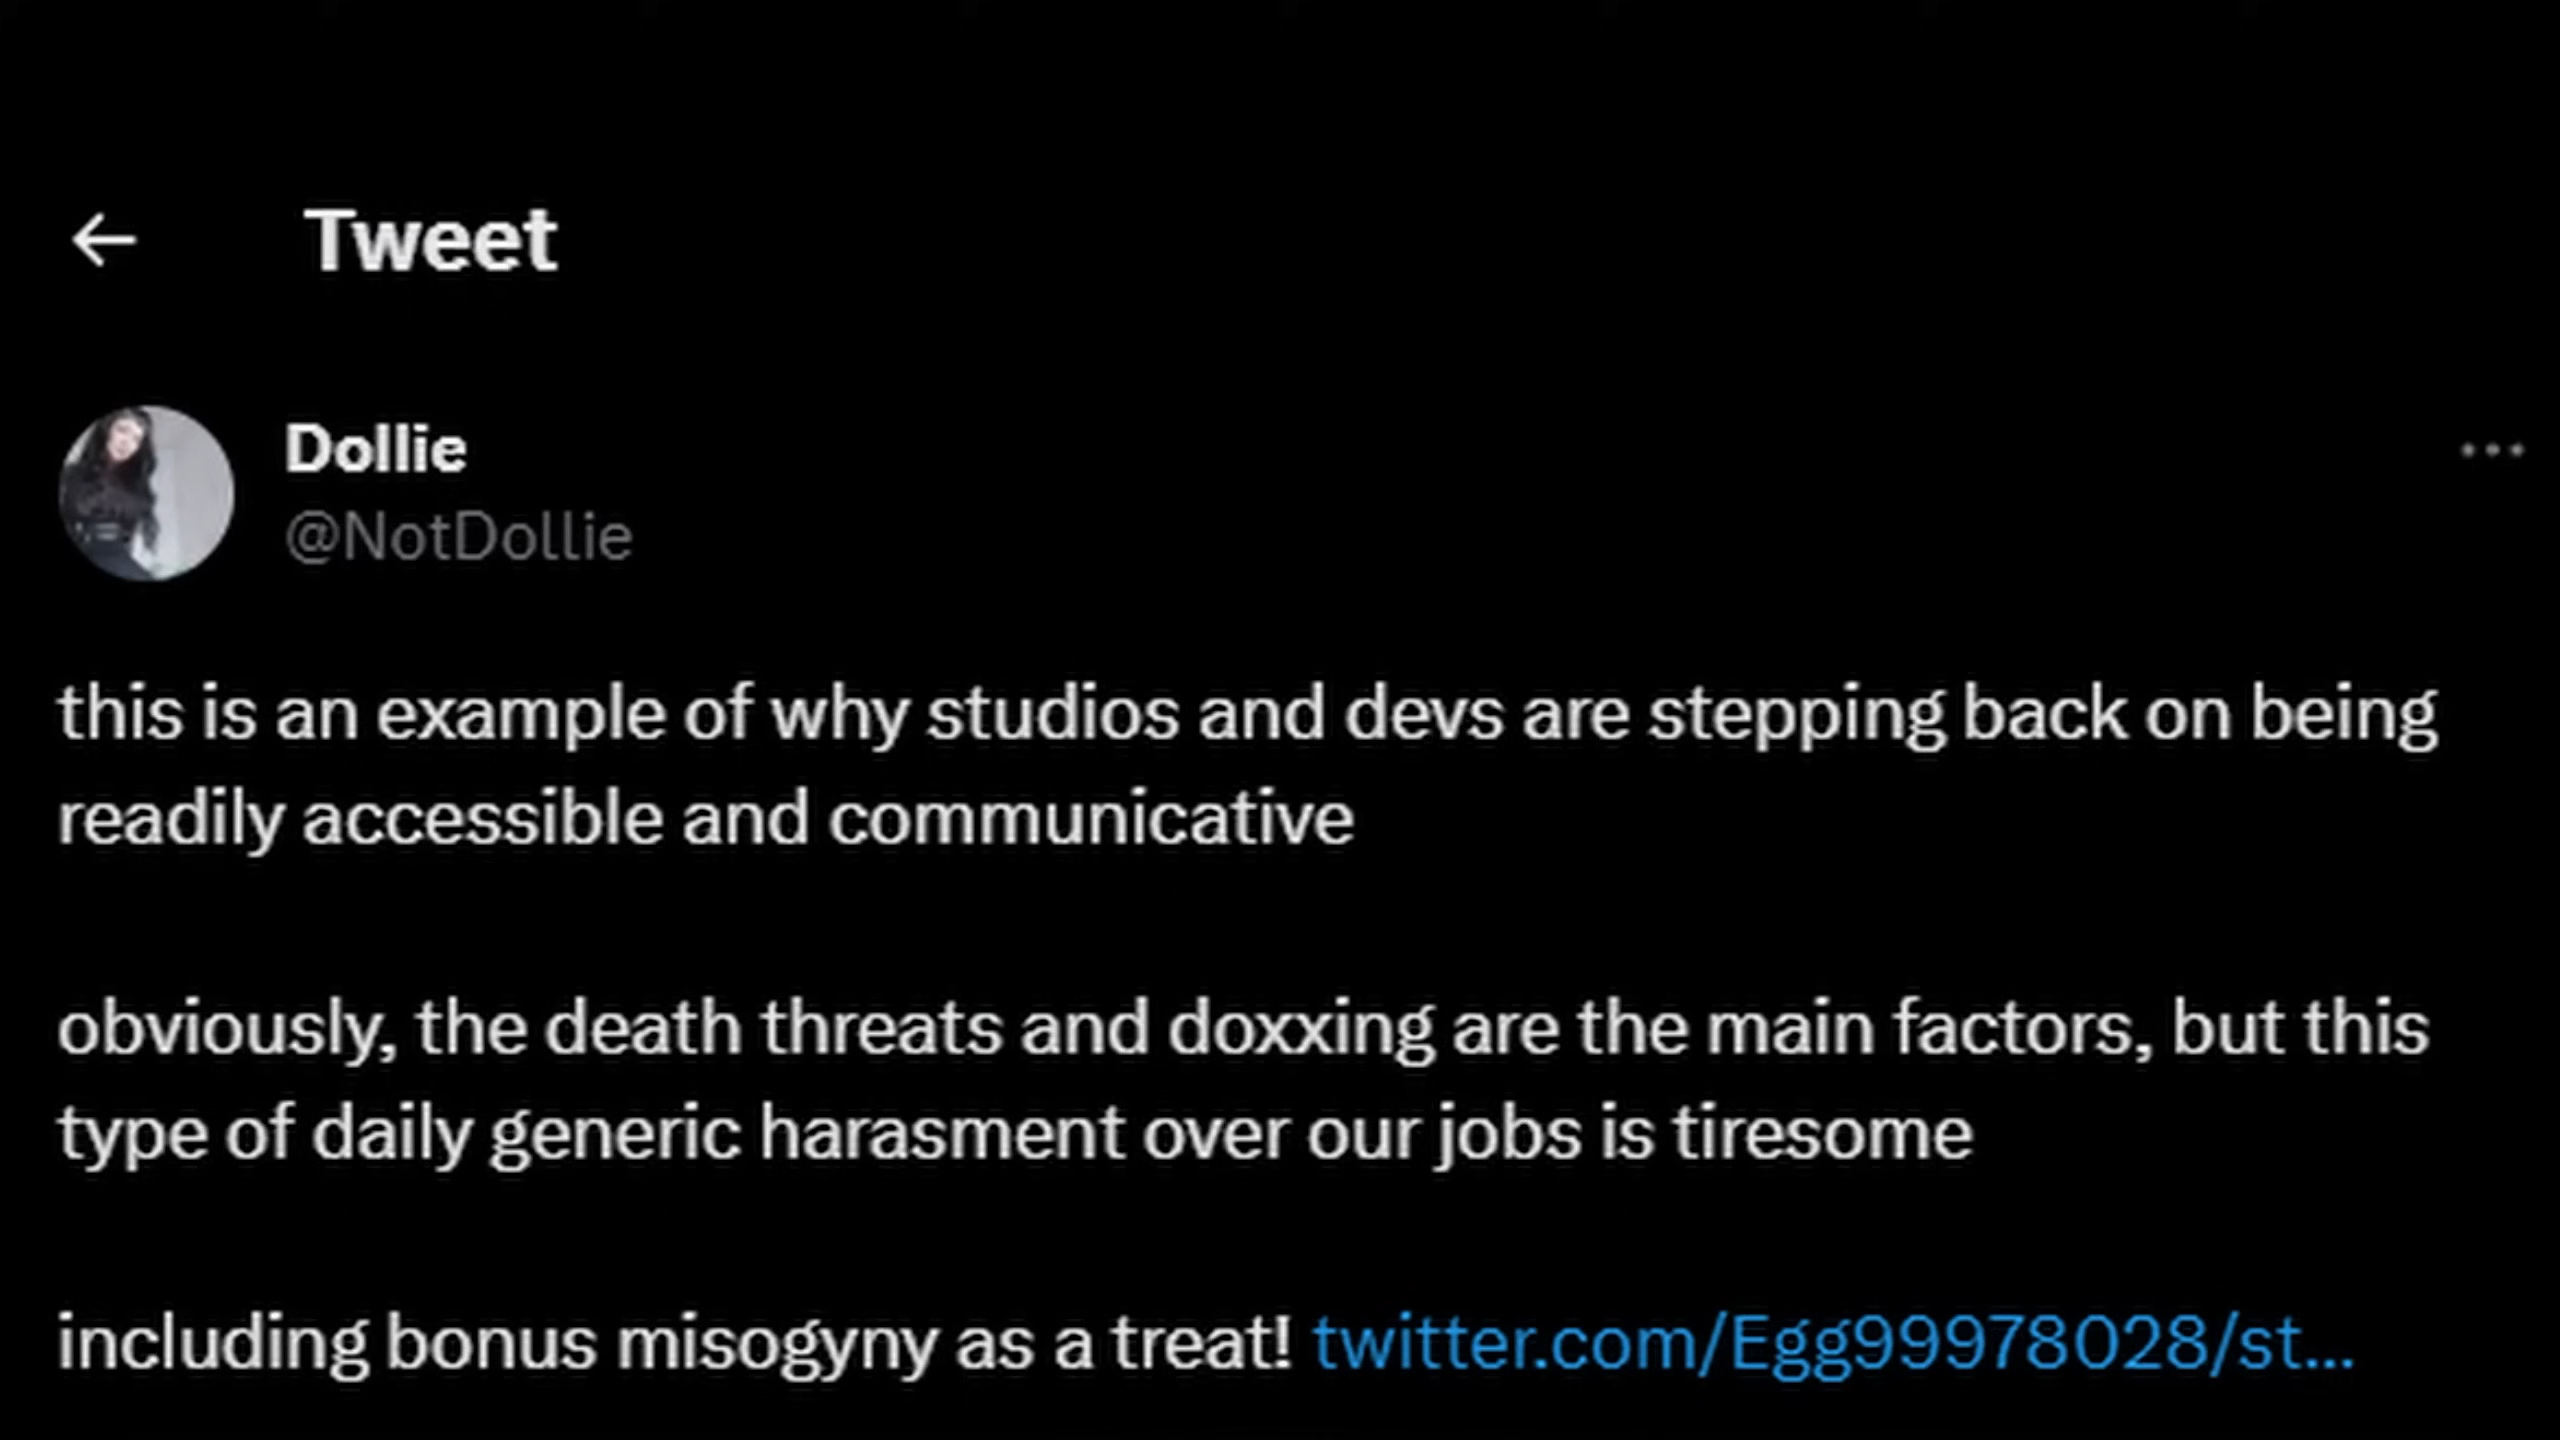 Tweet
Dollie
@NotDollie
this is an example of why studios and devs are stepping back on being
readily accessible and communicative
obviously, the death threats and doxxing are the main factors, but this
type of daily generic harasment over our jobs is tiresome
including bonus misogyny as a treat! twitter.com/Egg99978028/st...